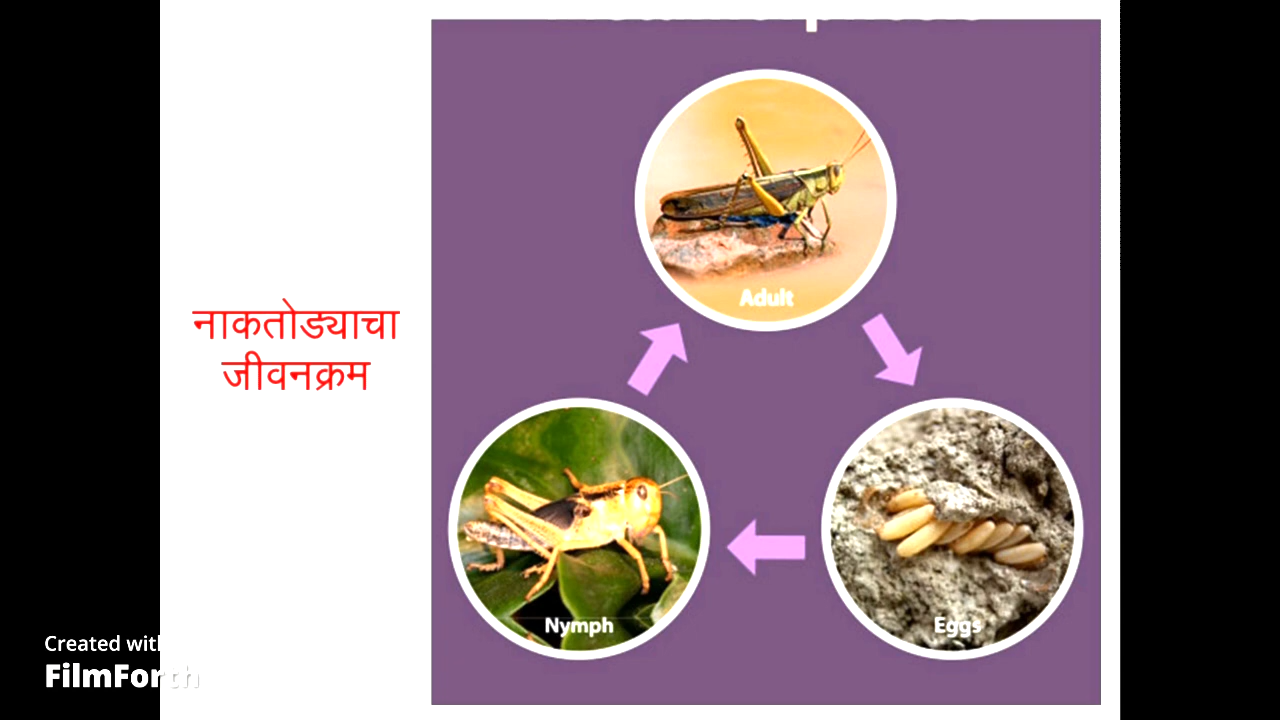 Adult
नाकतोड्याचा
जीवनक्रम
Nymph
Eggs
Created with
FilmForth